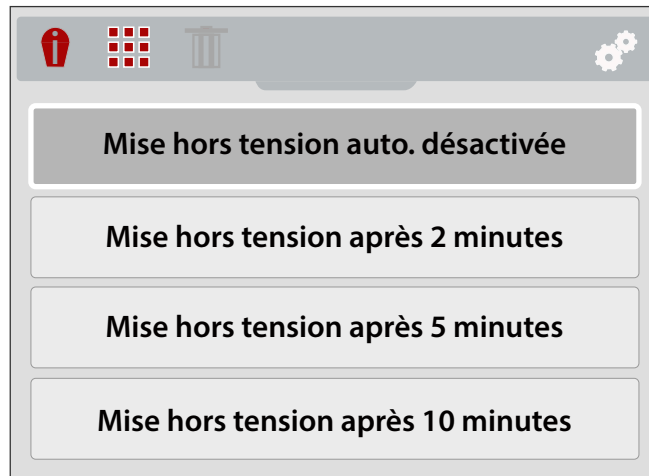 Mise hors tension auto. désactivée
Mise hors tension après 2 minutes
Mise hors tension après 5 minutes
Mise hors tension après 10 minutes